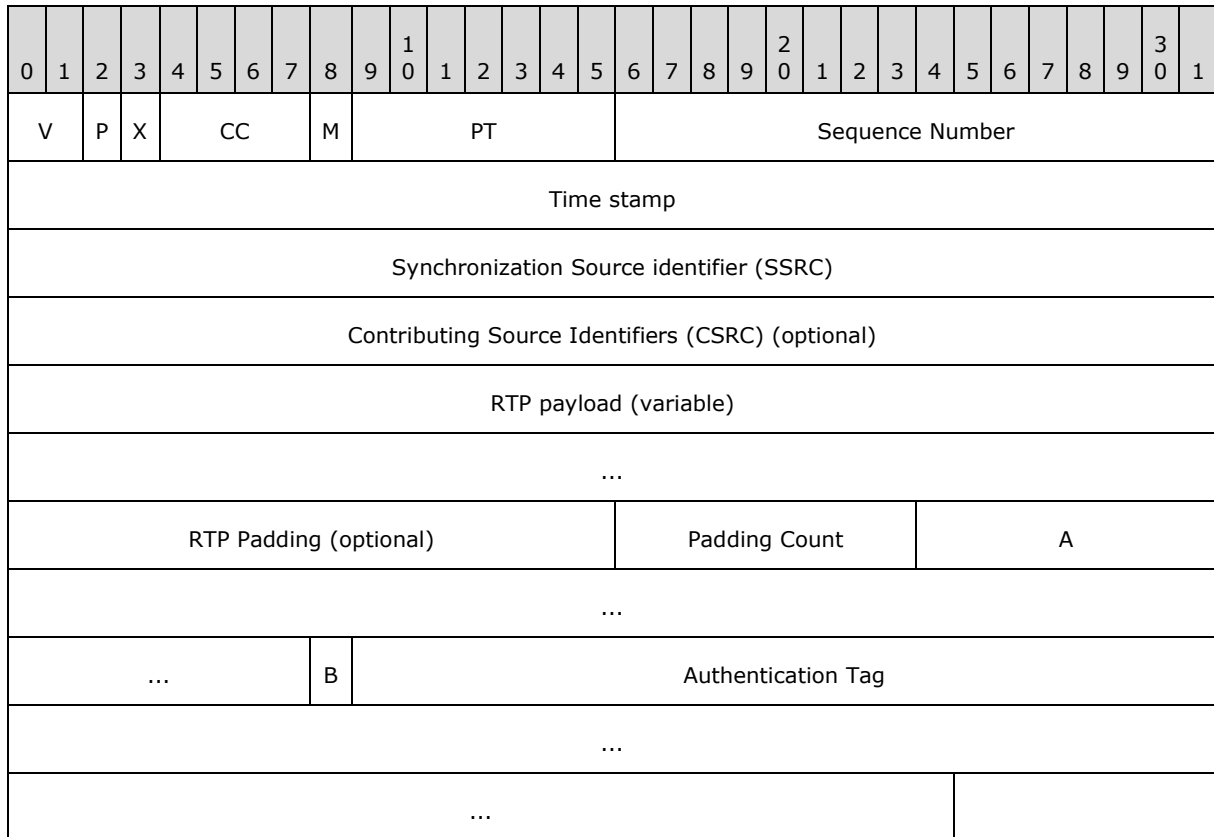 1 2 3
0 1 2 3 4 5 6 7 8 9 0 1 2 3 4 5 6 7 8 9 0 1 2 3 4 5 6 7 8 9 0 1
V P X CC M PT Sequence Number
Time stamp
Synchronization Source identifier (SSRC)
Contributing Source Identifiers (CSRC) (optional)
RTP payload (variable)
...
RTP Padding (optional) Padding Count A
...
... B Authentication Tag
...
...